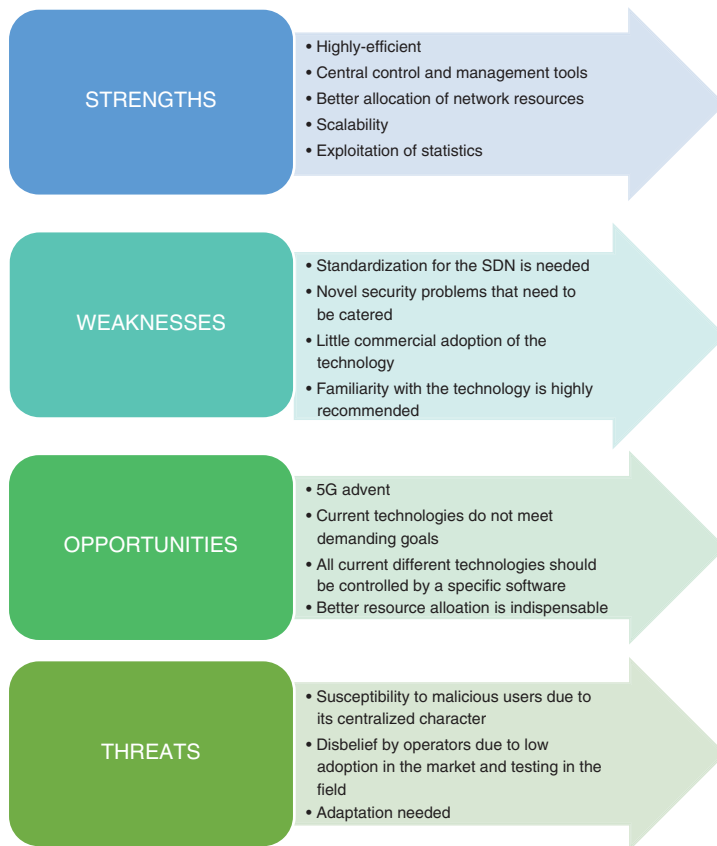 STRENGTHS
• Highly-efficient
• Central control and management tools
• Better allocation of network resources
• Scalability
• Exploitation of statistics
WEAKNESSES
• Standardization for the SDN is needed
• Novel security problems that need to
be catered
• Little commercial adoption of the
technology
• Familiarity with the technology is highly
recommended
OPPORTUNITIES
• 5G advent
• Current technologies do not meet
demanding goals
• All current different technologies should
be controlled by a specific software
• Better resource alloation is indispensable
THREATS
• Susceptibility to malicious users due to
its centralized character
• Disbelief by operators due to low
adoption in the market and testing in the
field
• Adaptation needed